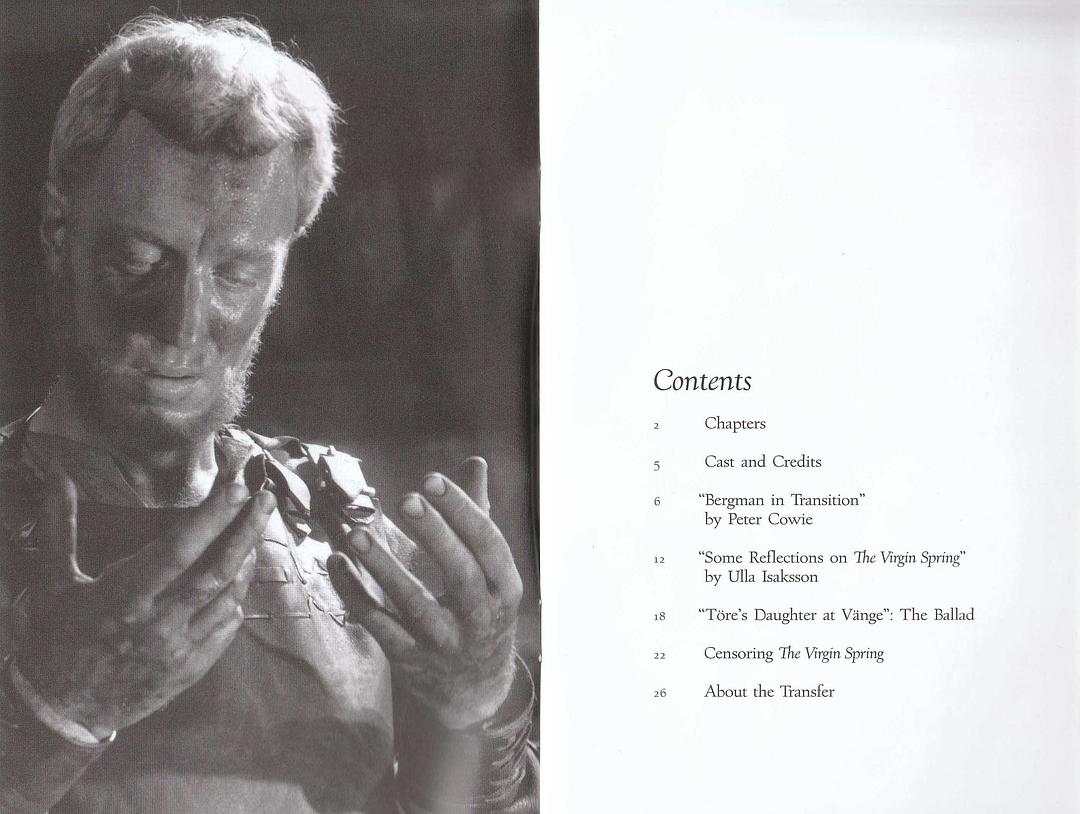 Contents
2 Chapters
5 Cast and Credits
6 “Bergman in Transition”
by Peter Cowie
12 “Some Reflections on The Virgin Spring”
by Ulla Isaksson
18 “Töre’s Daughter at Vänge”: The Ballad
22 Censoring The Virgin Spring
26 About the Transfer